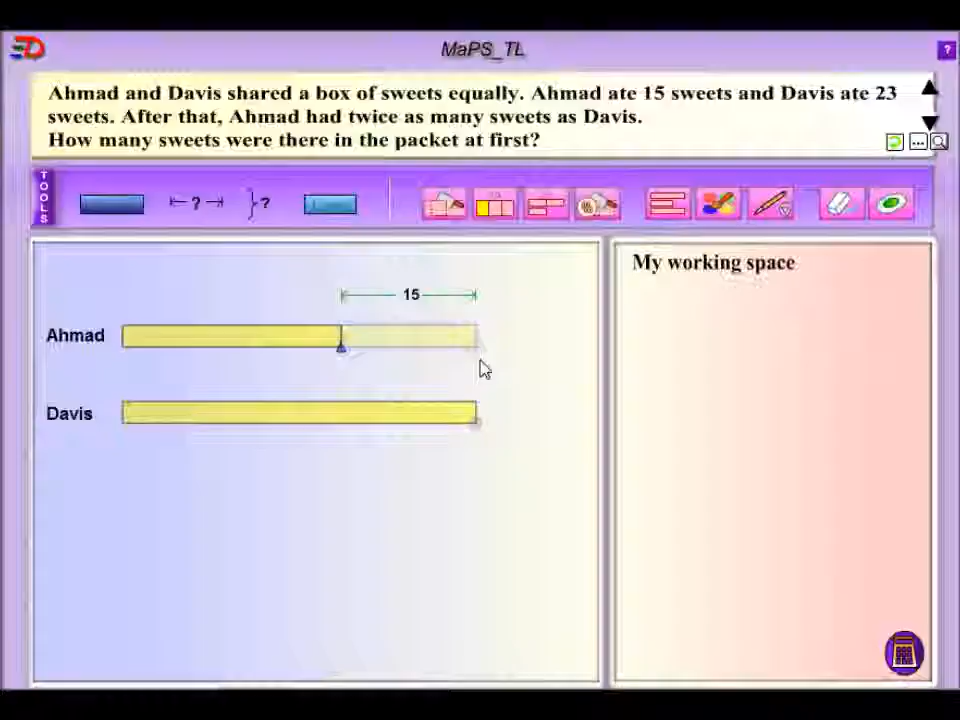 MaPS_TL
?
Ahmad and Davis shared a box of sweets equally. Ahmad ate 15 sweets and Davis ate 23
sweets. After that, Ahmad had twice as many sweets as Davis.
How many sweets were there in the packet at first?
TOOLS
?
?
My working space
15
Ahmad
Davis